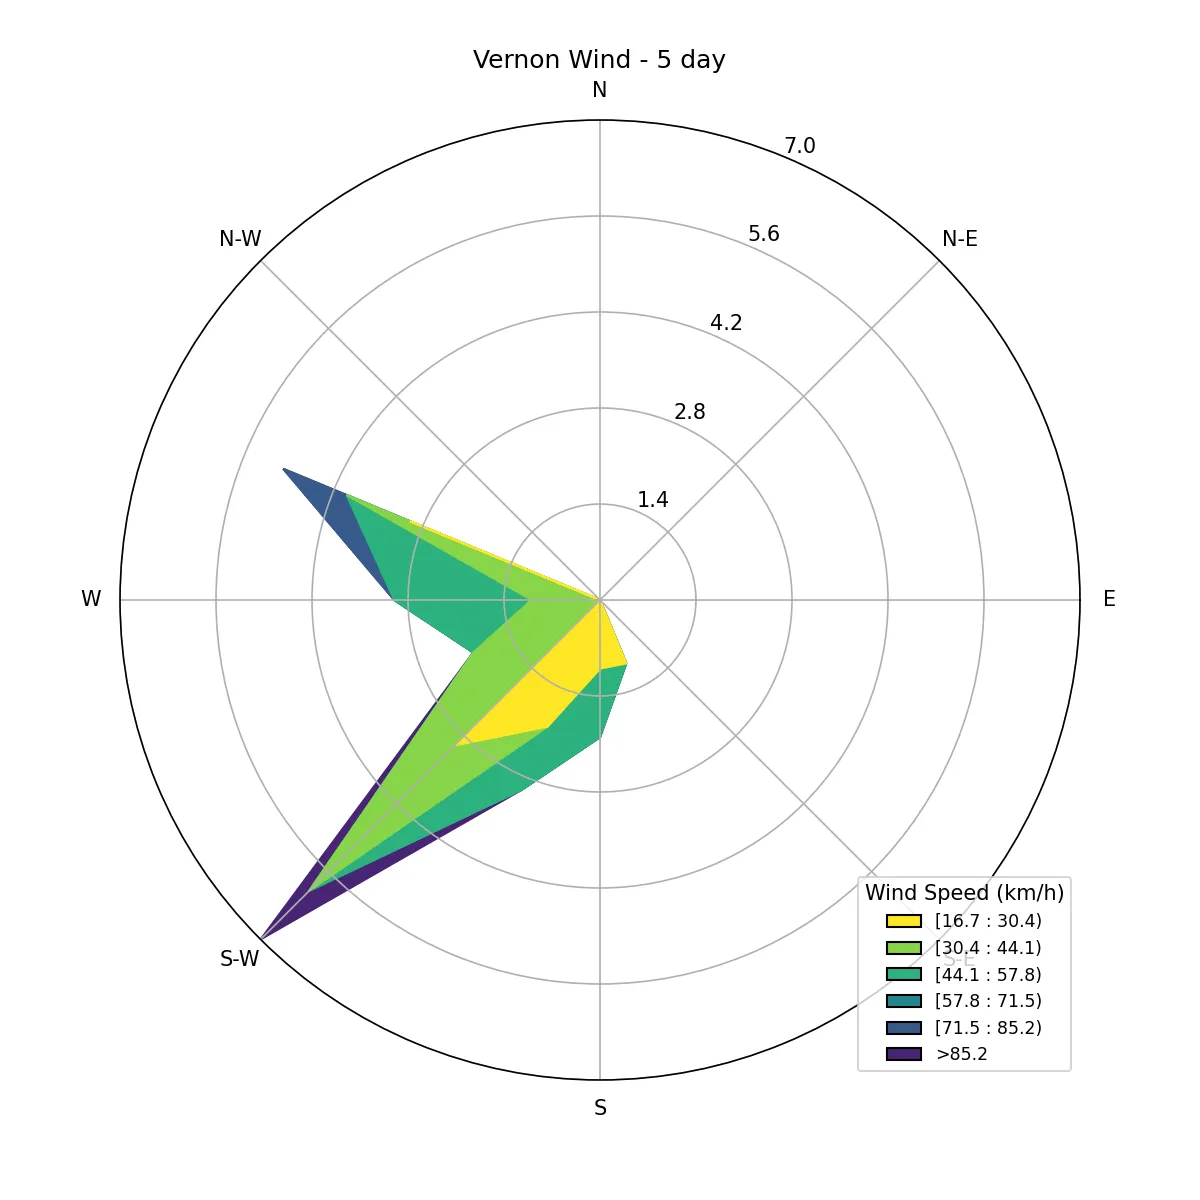 Vernon Wind - 5 day
N
7.0
5.6
N-W
N-E
4.2
2.8
1.4
W
E
S-W
S-E
Wind Speed (km/h)
[16.7 : 30.4)
[30.4 : 44.1)
[44.1 : 57.8)
[57.8 : 71.5)
[71.5 : 85.2)
>85.2
S